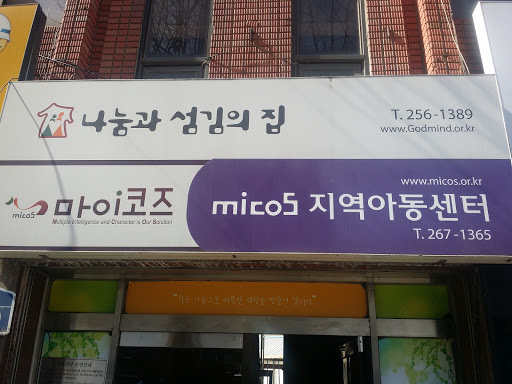 나눔과 섬김의 집
T. 256-1389
www.Godmind.or.kr
micos 마이코즈
Multiple Intelligence and Character is Our Solution
micos 지역아동센터
www.micos.or.kr
T. 267-1365